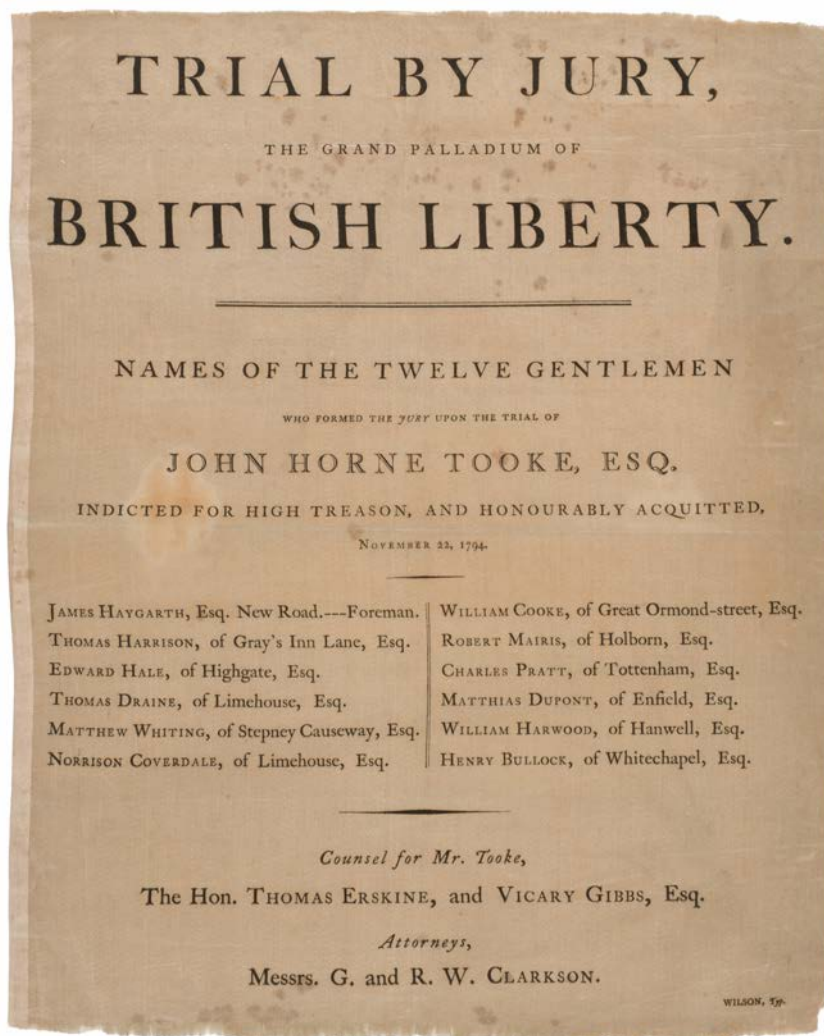 TRIAL BY JURY,
THE GRAND PALLADIUM OF
BRITISH LIBERTY.
NAMES OF THE TWELVE GENTLEMEN
WHO FORMED THE JURY UPON THE TRIAL OF
JOHN HORNE TOOKE, ESQ.
INDICTED FOR HIGH TREASON, AND HONOURABLY ACQUITTED,
NOVEMBER 22, 1794.
JAMES HAYGARTH, Esq. New Road.---Foreman.
THOMAS HARRISON, of Gray's Inn Lane, Esq.
EDWARD HALE, of Highgate, Esq.
THOMAS DRAINE, of Limehouse, Esq.
MATTHEW WHITING, of Stepney Causeway, Esq.
NORRISON COVERDALE, of Limehouse, Esq.
WILLIAM COOKE, of Great Ormond-street, Esq.
ROBERT MAIRIS, of Holborn, Esq.
CHARLES PRATT, of Tottenham, Esq.
MATTHIAS DUPONT, of Enfield, Esq.
WILLIAM HARWOOD, of Hanwell, Esq.
HENRY BULLOCK, of Whitechapel, Esq.
Counsel for Mr. Tooke,
The Hon. THOMAS ERSKINE, and VICARY GIBBS, Esq.
Attorneys,
Messrs. G. and R. W. CLARKSON.
WILSON, Typ.